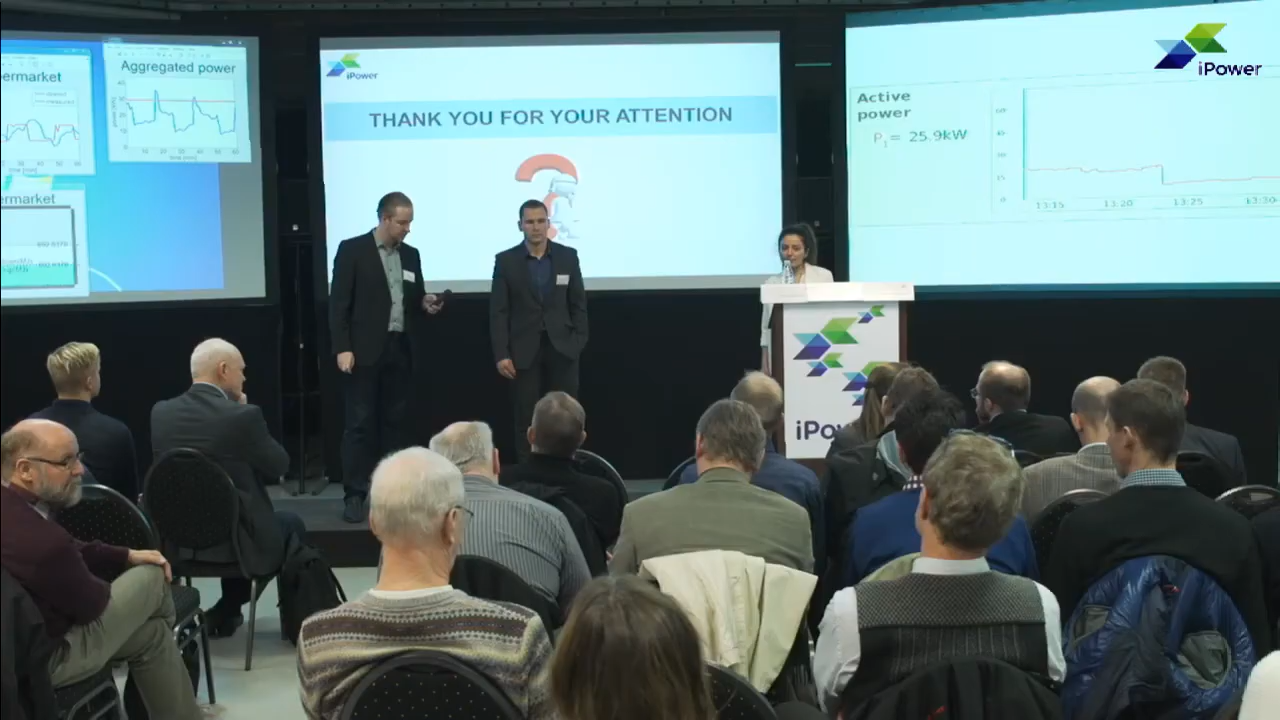 ermarket
Aggregated power
ermarket
iPower
THANK YOU FOR YOUR ATTENTION
iPower
Active
power
P1= 25.9kW
13:15 13:20 13:25 13:30
iPow